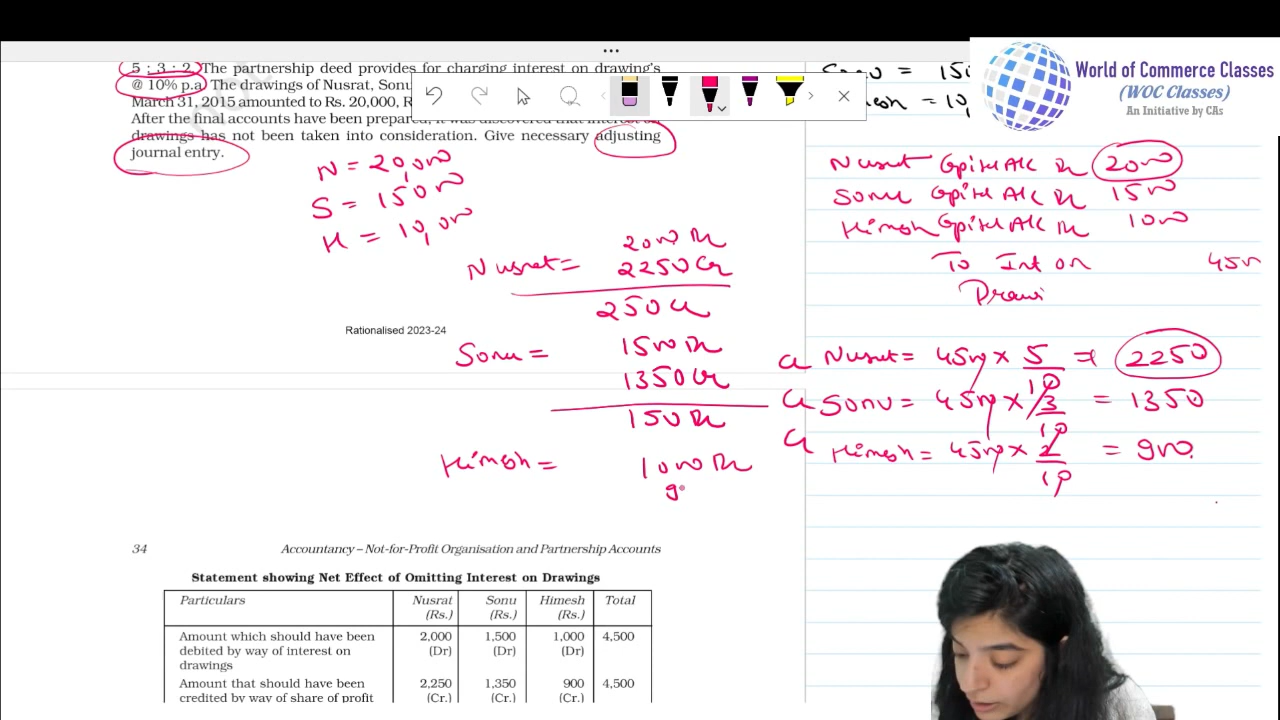 5 : 3 : 2. The partnership deed provides for charging interest on drawing's
@ 10% p.a. The drawings of Nusrat, Sonu
March 31, 2015 amounted to Rs. 20,000, R
After the final accounts have been prepared, it was discovered that interest
drawings has not been taken into consideration. Give necessary adjusting
journal entry.
N = 20,000
S = 15000
H = 10,000
Nusrat = 2000 Dr
2250 Cr
250 Cr
Rationalised 2023-24
Sonu = 1500 Dr
1350 Cr
150 Dr
Himesh = 1000 Dr
9
34 Accountancy – Not-for-Profit Organisation and Partnership Accounts
Statement showing Net Effect of Omitting Interest on Drawings
Particulars Nusrat (Rs.) Sonu (Rs.) Himesh (Rs.) Total
Amount which should have been 2,000 1,500 1,000 4,500
debited by way of interest on (Dr) (Dr) (Dr)
drawings
Amount that should have been 2,250 1,350 900 4,500
credited by way of share of profit (Cr.) (Cr.) (Cr.)
World of Commerce Classes
(WOC Classes)
An Initiative by CAs
Himesh = 10,
Nusrat Capital A/c Dr 2000
Sonu Capital A/c Dr 1500
Himesh Capital A/c Dr 1000
To Int on 4500
Drawi
Cr Nusrat = 4500 × 5/10 ⇒ 2250
Cr Sonu = 4500 × 3/10 = 1350
Cr Himesh = 4500 × 2/10 = 900